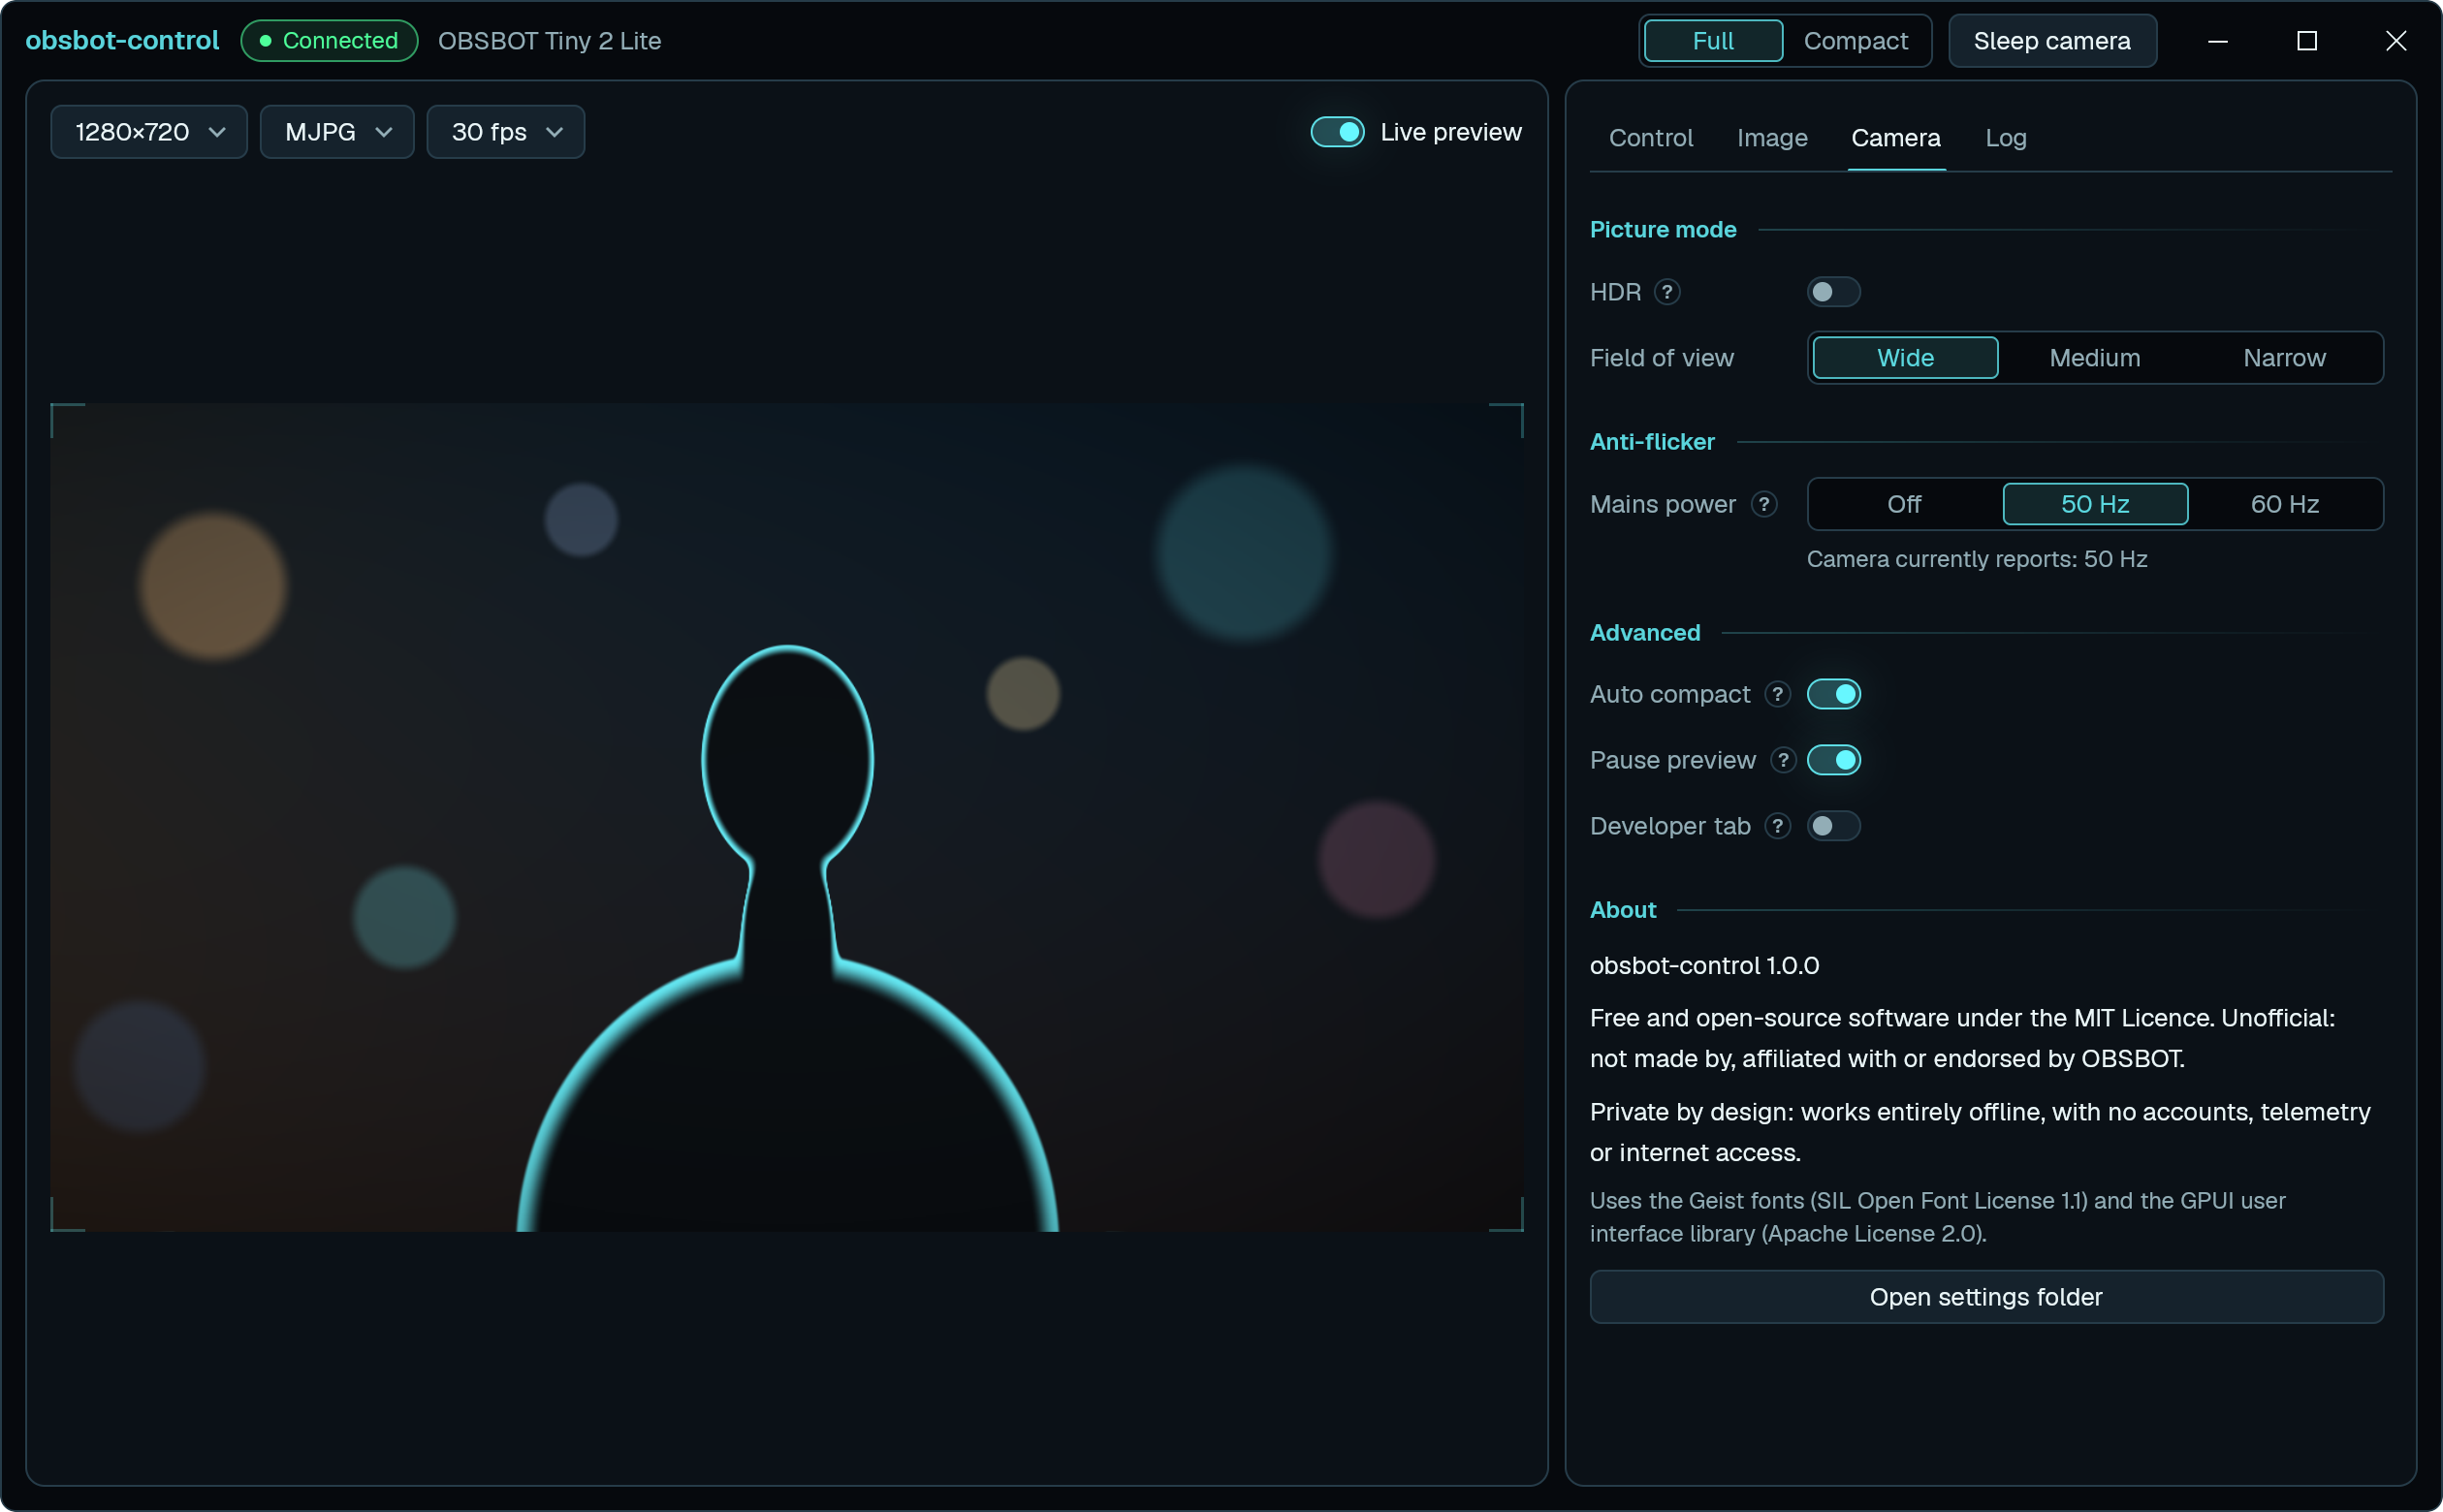 obsbot-control
Connected
OBSBOT Tiny 2 Lite
Full
Compact
Sleep camera
1280×720
MJPG
30 fps
Live preview
Control
Image
Camera
Log
Picture mode
HDR ?
Field of view
Wide
Medium
Narrow
Anti-flicker
Mains power ?
Off
50 Hz
60 Hz
Camera currently reports: 50 Hz
Advanced
Auto compact ?
Pause preview ?
Developer tab ?
About
obsbot-control 1.0.0
Free and open-source software under the MIT Licence. Unofficial:
not made by, affiliated with or endorsed by OBSBOT.
Private by design: works entirely offline, with no accounts, telemetry
or internet access.
Uses the Geist fonts (SIL Open Font License 1.1) and the GPUI user
interface library (Apache License 2.0).
Open settings folder